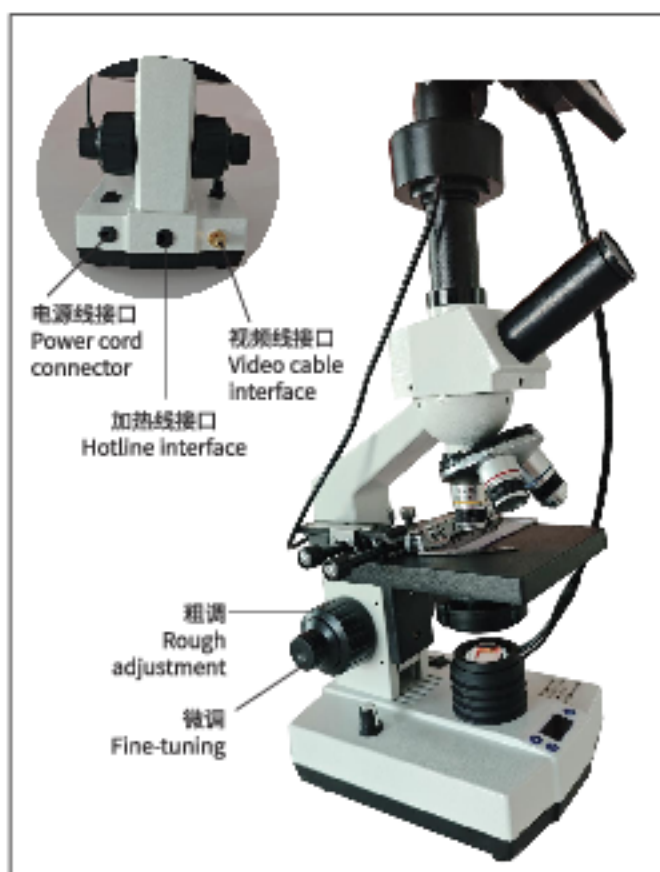 电源线接口
Power cord
connector
视频线接口
Video cable
interface
加热线接口
Hotline interface
粗调
Rough
adjustment
微调
Fine-tuning